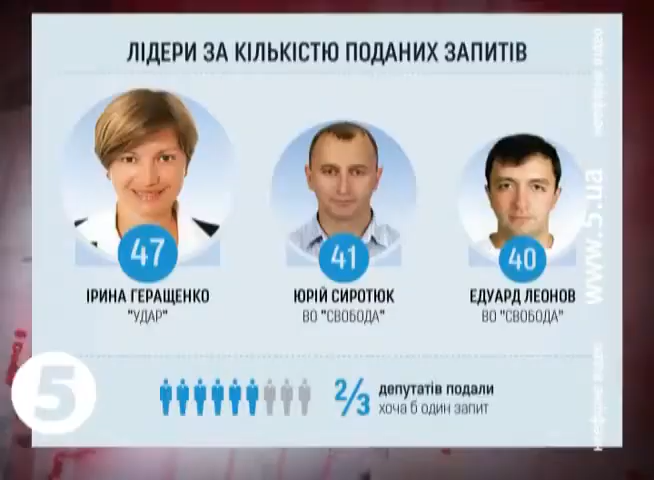 ЛІДЕРИ ЗА КІЛЬКІСТЮ ПОДАНИХ ЗАПИТІВ
47
41
40
ІРИНА ГЕРАЩЕНКО
"УДАР"
ЮРІЙ СИРОТЮК
ВО "СВОБОДА"
ЕДУАРД ЛЕОНОВ
ВО "СВОБОДА"
2/3
депутатів подали
хоча б один запит
5
www.5.ua